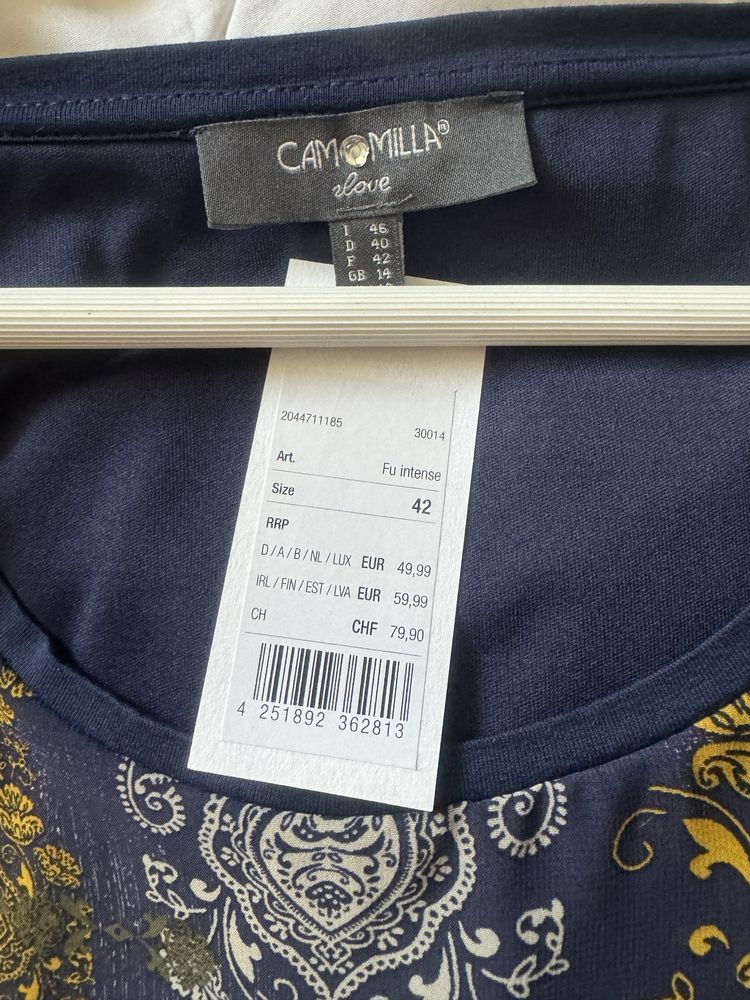 CAMOMILLA®
love
I 46
D 40
F 42
GB 14
2044711185 30014
Art. Fu intense
Size 42
RRP
D / A / B / NL / LUX EUR 49,99
IRL / FIN / EST / LVA EUR 59,99
CH CHF 79,90
4 251892 362813